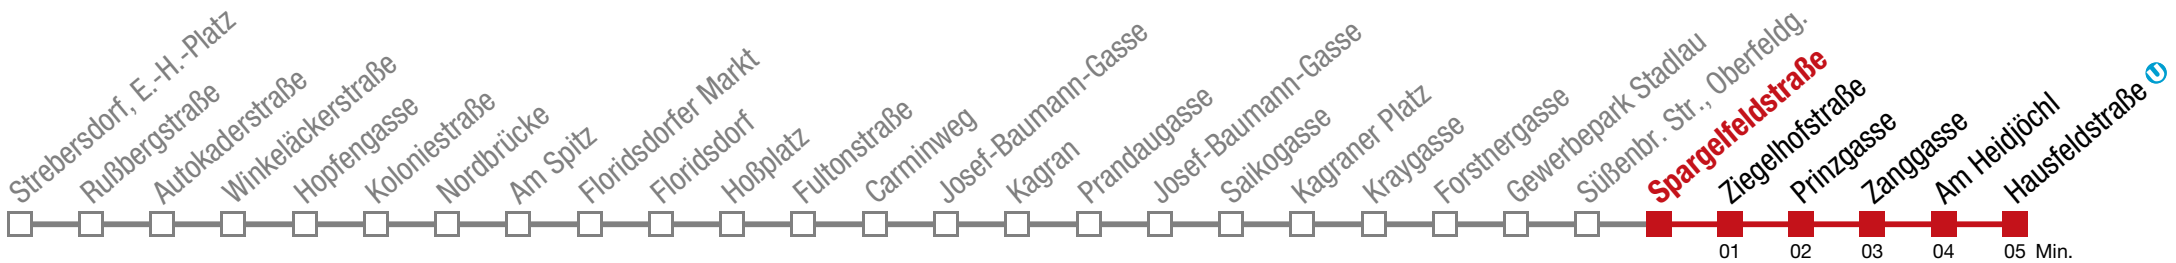 Strebersdorf, E.-H.-Platz
Rußbergstraße
Autokaderstraße
Winkeläckerstraße
Hopfengasse
Koloniestraße
Nordbrücke
Am Spitz
Floridsdorfer Markt
Floridsdorf
Hoßplatz
Fultonstraße
Carminweg
Josef-Baumann-Gasse
Kagran
Prandaugasse
Josef-Baumann-Gasse
Saikogasse
Kagraner Platz
Kraygasse
Forstnergasse
Gewerbepark Stadlau
Süßenbr. Str., Oberfeldg.
Spargelfeldstraße
Ziegelhofstraße
Prinzgasse
Zanggasse
Am Heidjöchl
Hausfeldstraße U
01 02 03 04 05 Min.